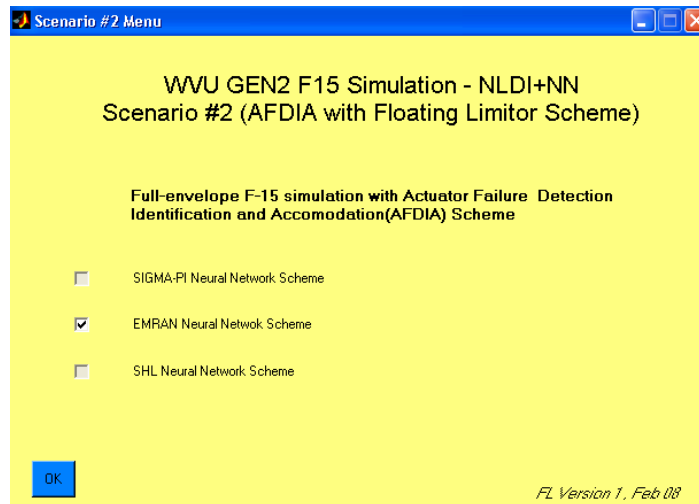 Scenario #2 Menu
WVU GEN2 F15 Simulation - NLDI+NN
Scenario #2 (AFDIA with Floating Limitor Scheme)
Full-envelope F-15 simulation with Actuator Failure Detection
Identification and Accomodation(AFDIA) Scheme
SIGMA-PI Neural Network Scheme
EMRAN Neural Netwok Scheme
SHL Neural Network Scheme
OK
FL Version 1, Feb 08